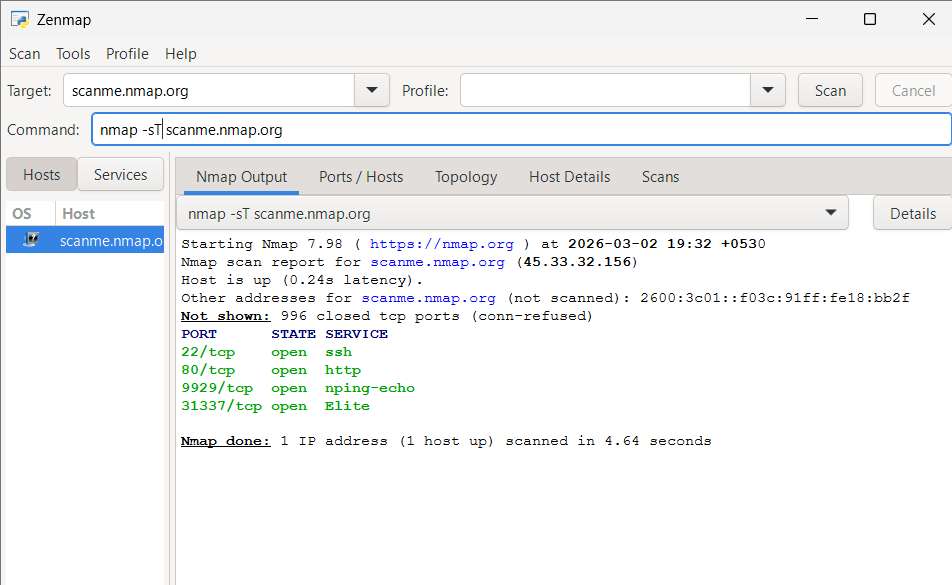 Zenmap
Scan Tools Profile Help
Target: scanme.nmap.org Profile: Scan Cancel
Command: nmap -sT scanme.nmap.org
Hosts Services Nmap Output Ports / Hosts Topology Host Details Scans
OS Host nmap -sT scanme.nmap.org Details
scanme.nmap.o
Starting Nmap 7.98 ( https://nmap.org ) at 2026-03-02 19:32 +0530
Nmap scan report for scanme.nmap.org (45.33.32.156)
Host is up (0.24s latency).
Other addresses for scanme.nmap.org (not scanned): 2600:3c01::f03c:91ff:fe18:bb2f
Not shown: 996 closed tcp ports (conn-refused)
PORT STATE SERVICE
22/tcp open ssh
80/tcp open http
9929/tcp open nping-echo
31337/tcp open Elite
Nmap done: 1 IP address (1 host up) scanned in 4.64 seconds